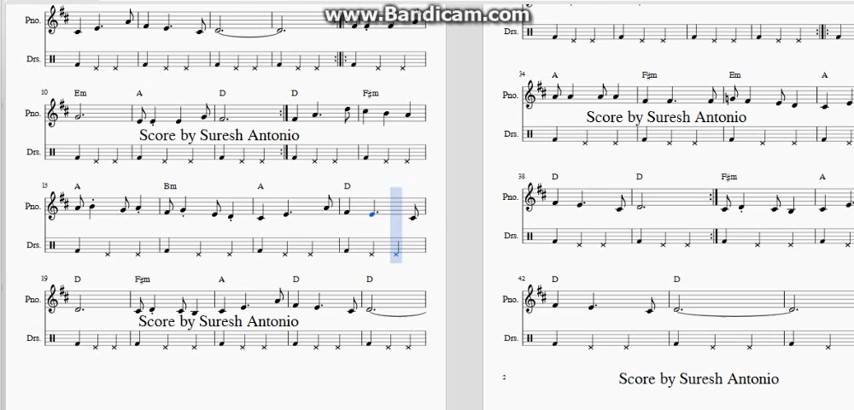 www.Bandicam.com
Pno.
Drs.
10
Em A D D F♯m
Pno.
Score by Suresh Antonio
Drs.
15
A Bm A D
Pno.
Drs.
19
D F♯m A D D
Pno.
Score by Suresh Antonio
Drs.
Pno.
Drs.
34
A F♯m Em A
Pno.
Score by Suresh Antonio
Drs.
38
D D F♯m A
Pno.
Drs.
42
D D
Pno.
Drs.
2
Score by Suresh Antonio